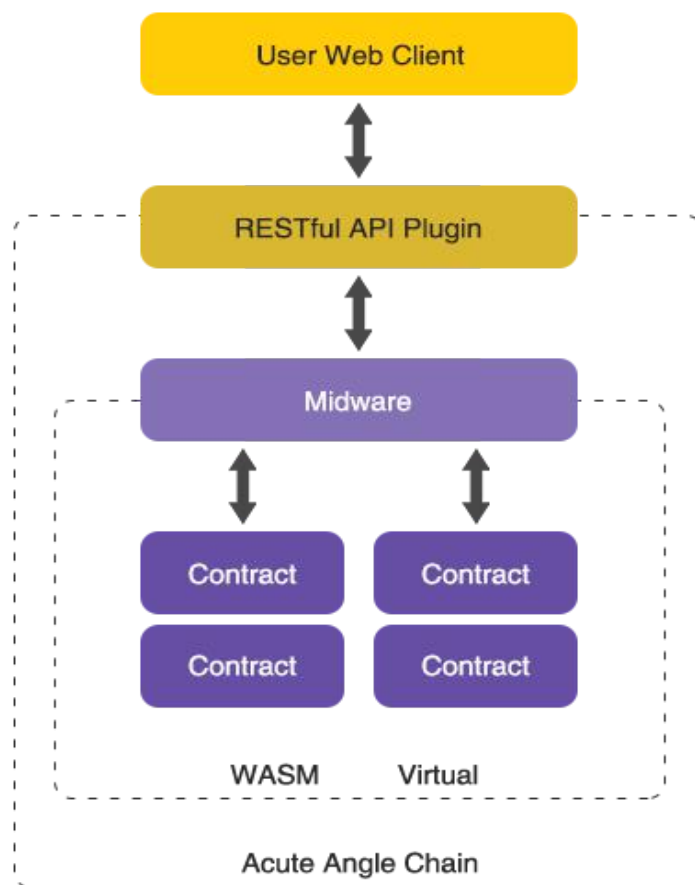 User Web Client
RESTful API Plugin
Midware
Contract Contract
Contract Contract
WASM Virtual
Acute Angle Chain